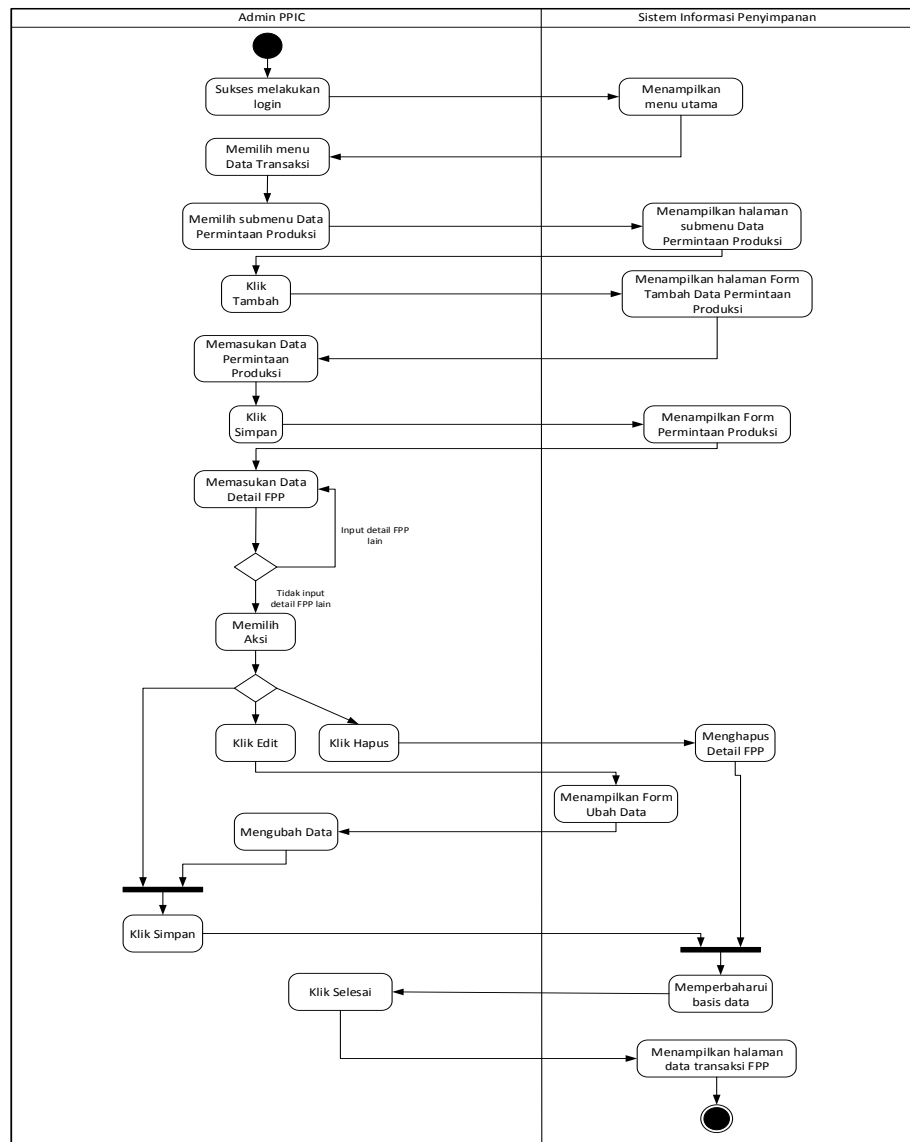 Admin PPIC
Sistem Informasi Penyimpanan
Sukses melakukan
login
Menampilkan
menu utama
Memilih menu
Data Transaksi
Memilih submenu Data
Permintaan Produksi
Menampilkan halaman
submenu Data
Permintaan Produksi
Klik
Tambah
Menampilkan halaman Form
Tambah Data Permintaan
Produksi
Memasukan Data
Permintaan
Produksi
Klik
Simpan
Menampilkan Form
Permintaan Produksi
Memasukan Data
Detail FPP
Input detail FPP
lain
Tidak input
detail FPP lain
Memilih
Aksi
Klik Edit
Klik Hapus
Menghapus
Detail FPP
Menampilkan Form
Ubah Data
Mengubah Data
Klik Simpan
Klik Selesai
Memperbaharui
basis data
Menampilkan halaman
data transaksi FPP